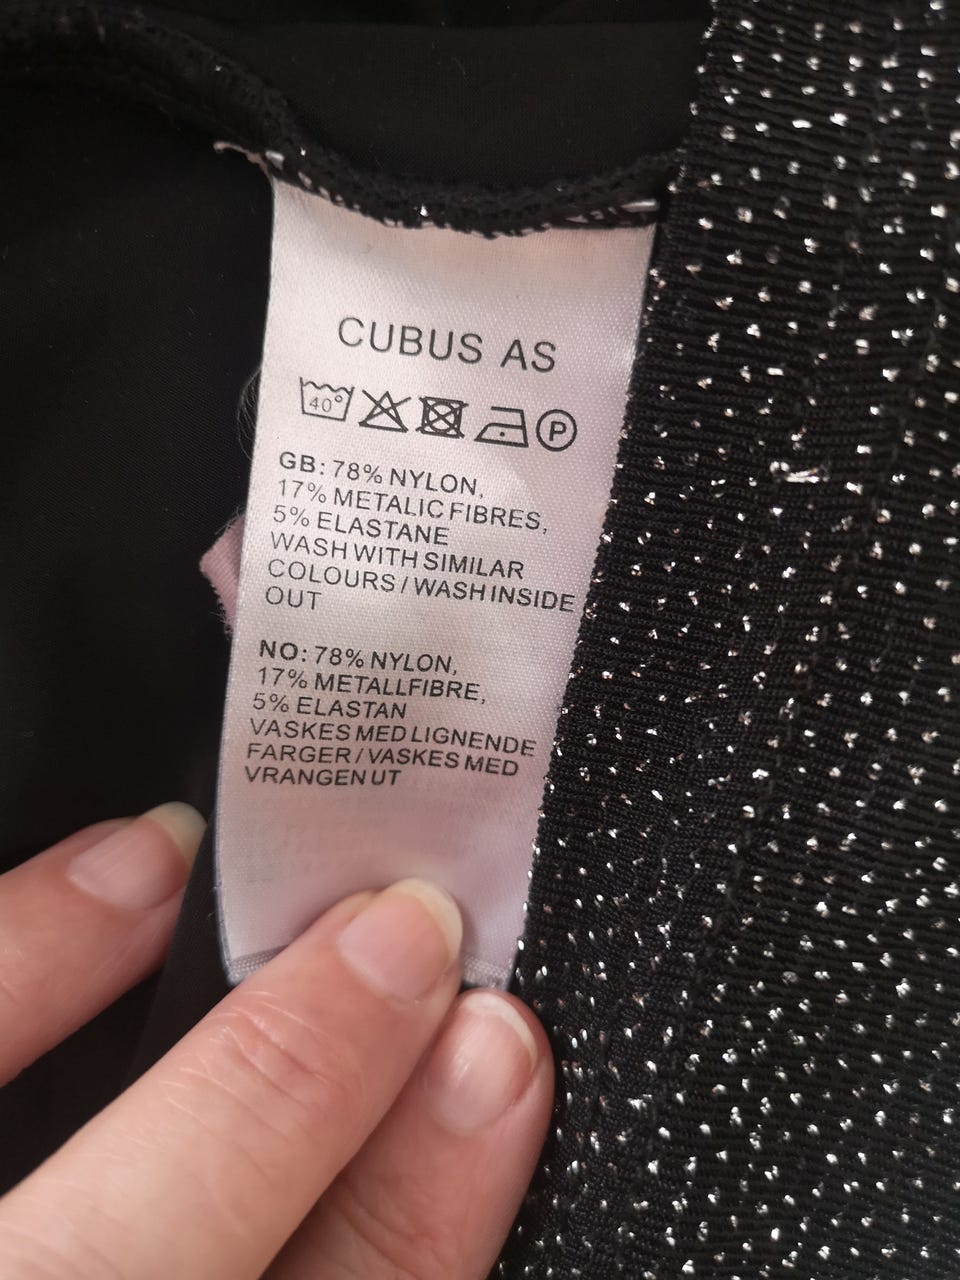 CUBUS AS
40° P
GB: 78% NYLON,
17% METALIC FIBRES,
5% ELASTANE
WASH WITH SIMILAR
COLOURS / WASH INSIDE
OUT
NO: 78% NYLON,
17% METALLFIBRE,
5% ELASTAN
VASKES MED LIGNENDE
FARGER / VASKES MED
VRANGEN UT